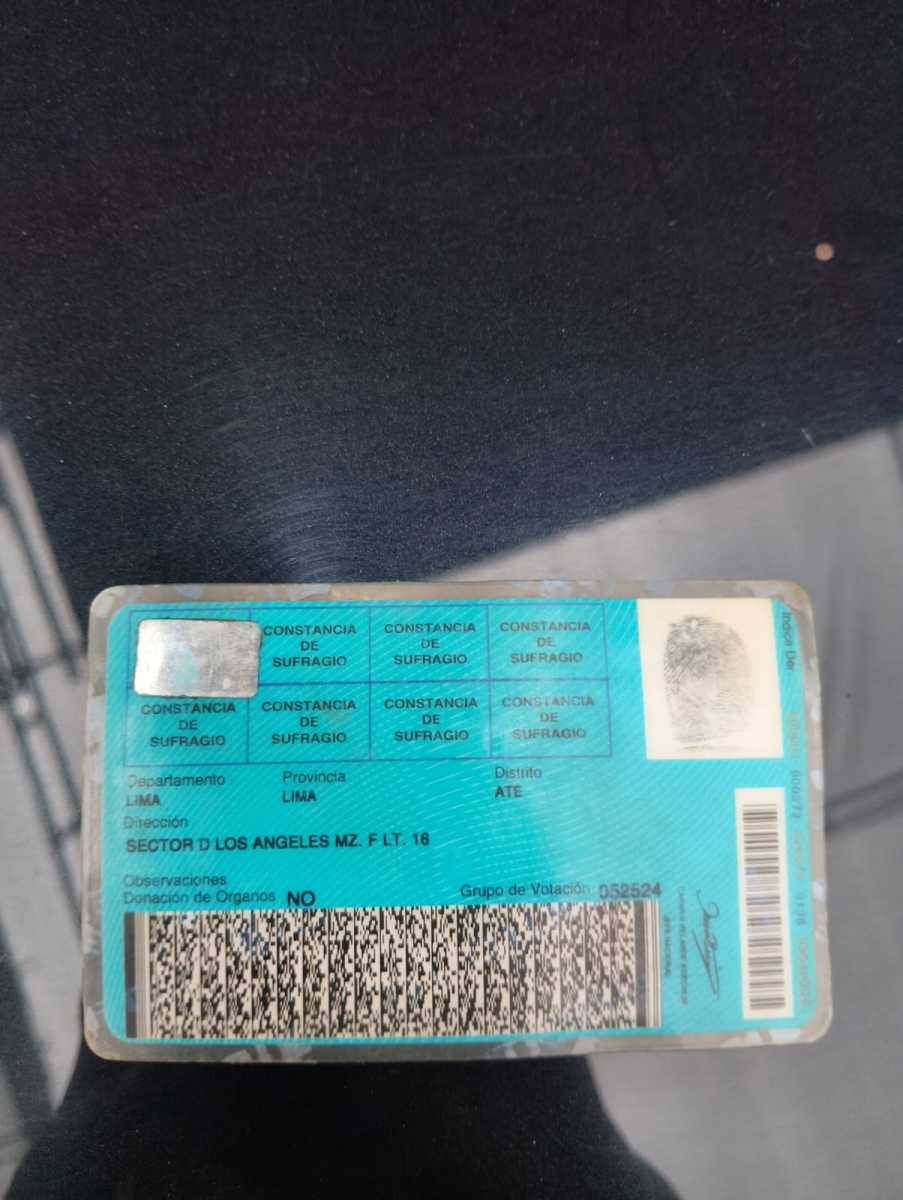 CONSTANCIA DE SUFRAGIO
CONSTANCIA DE SUFRAGIO
CONSTANCIA DE SUFRAGIO
CONSTANCIA DE SUFRAGIO
CONSTANCIA DE SUFRAGIO
CONSTANCIA DE SUFRAGIO
CONSTANCIA DE SUFRAGIO
Departamento Provincia Distrito
LIMA LIMA ATE
Dirección
SECTOR D LOS ANGELES MZ. F LT. 16
Observaciones
Donación de Organos NO Grupo de Votación 052524